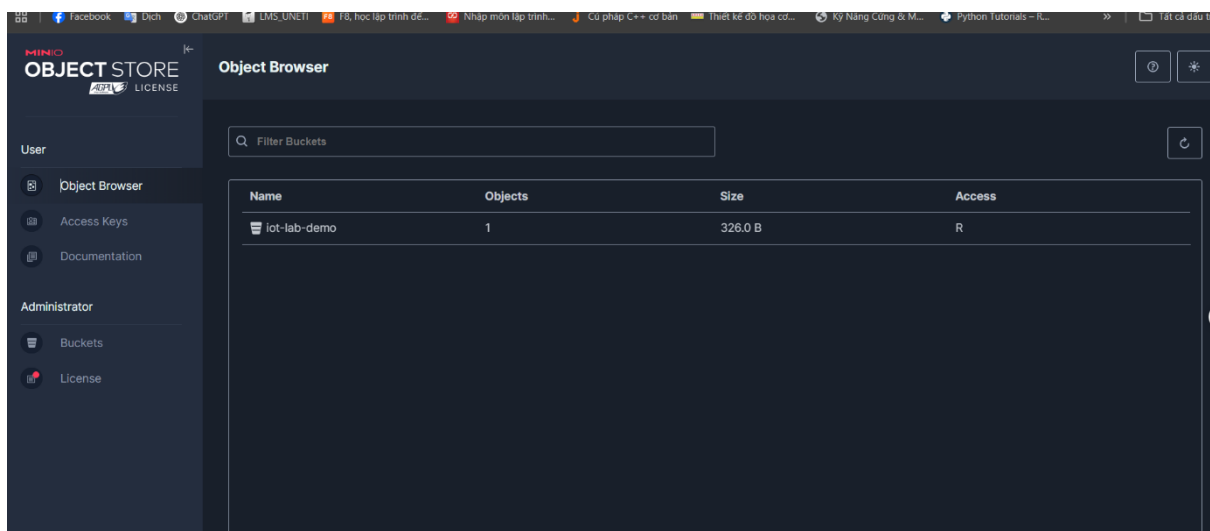 Facebook Dịch ChatGPT LMS_UNETI F8 F8, học lập trình để... Nhập môn lập trình... J Cú pháp C++ cơ bản Thiết kế đồ họa cơ... Kỹ Năng Cứng & M... Python Tutorials – R... » Tất cả dấu t
MINIO
OBJECT STORE
AGPLV3 LICENSE
Object Browser
User
Object Browser
Access Keys
Documentation
Administrator
Buckets
License
Filter Buckets
Name Objects Size Access
iot-lab-demo 1 326.0 B R